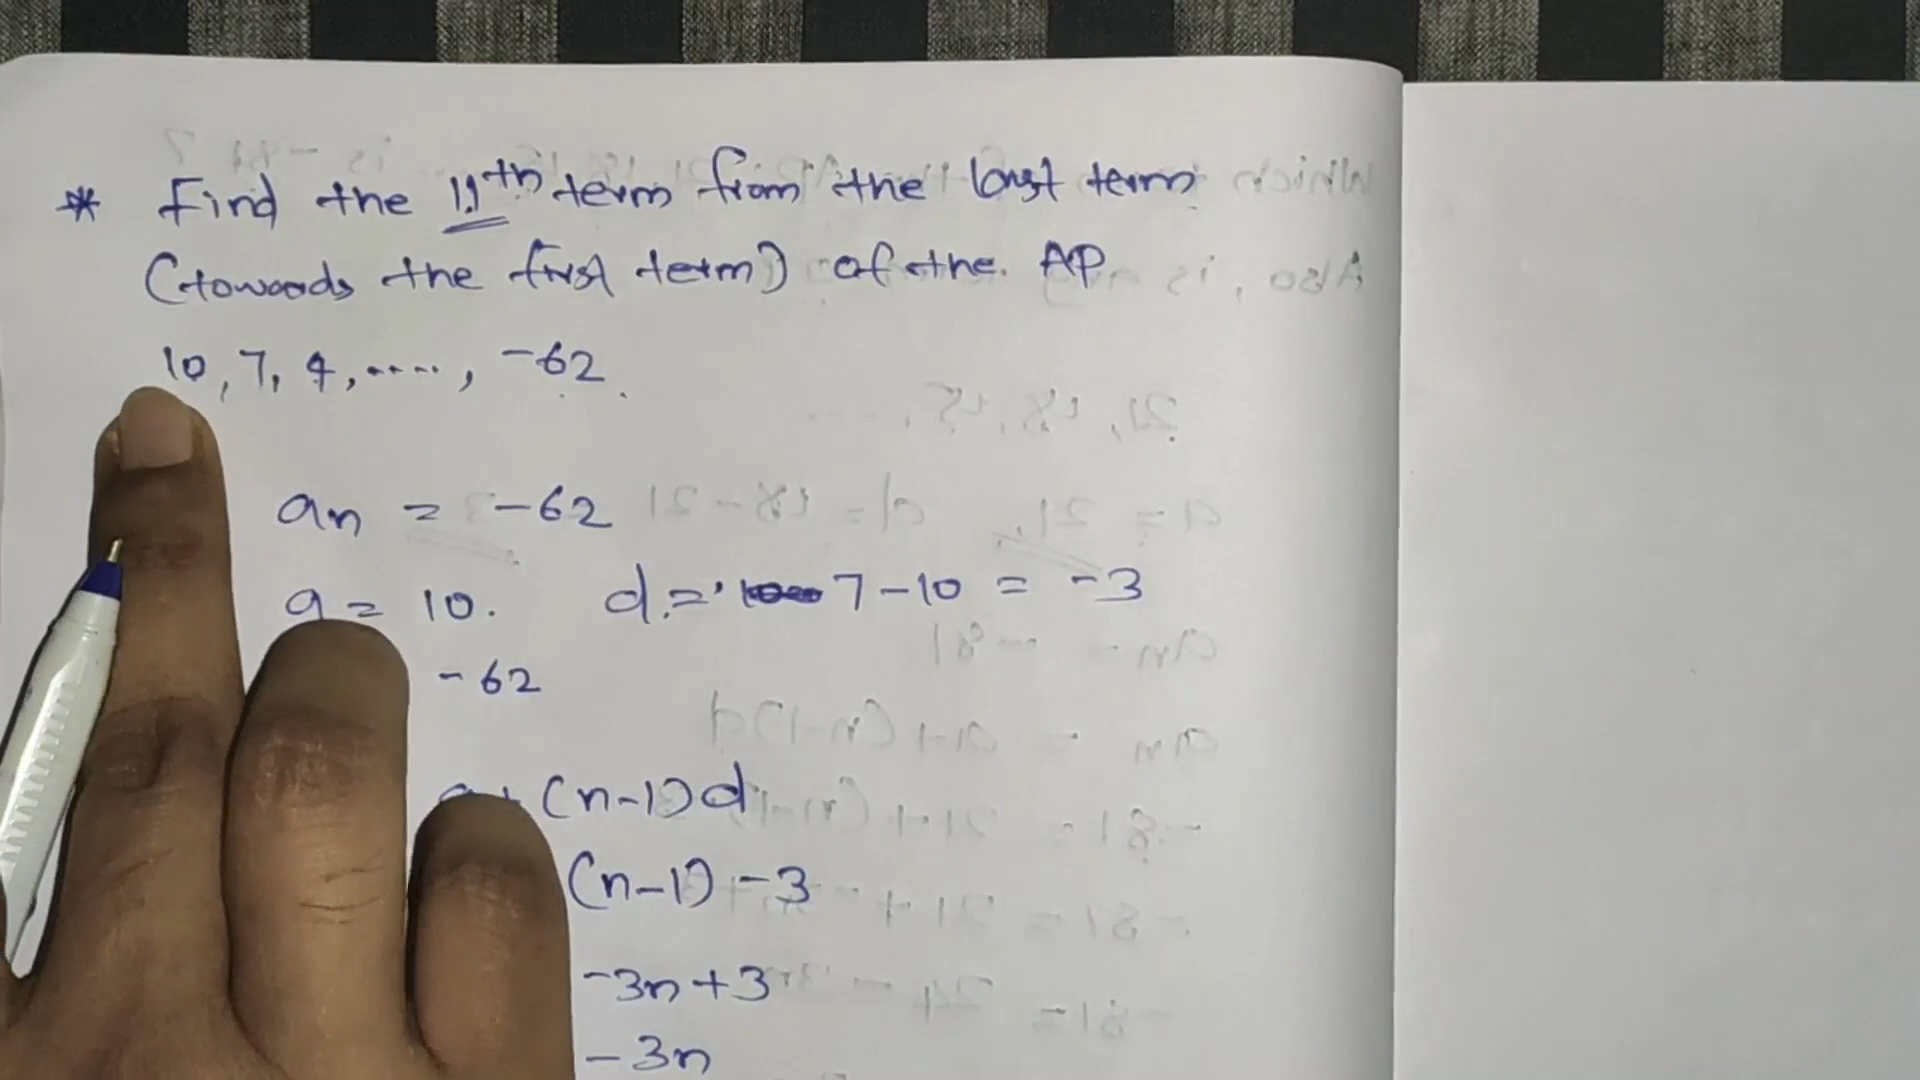 * Find the 11th term from the last term
(towards the first term) of the AP
10, 7, 4, ....., -62.
an = -62
a = 10. d = 7-10 = -3
-62
a+ (n-1)d
(n-1)-3
-3n+3
-3n